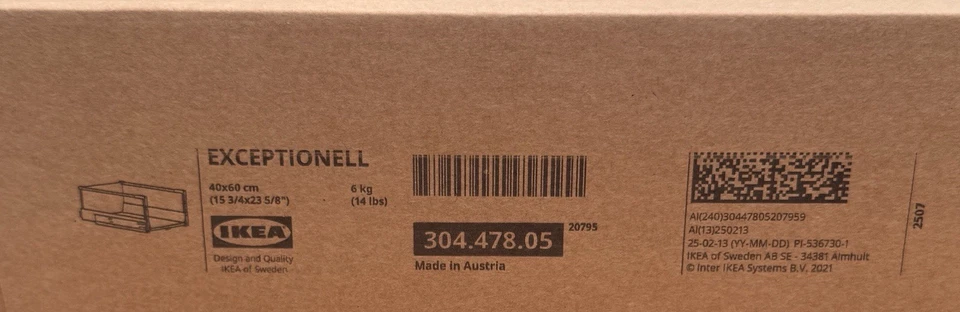 EXCEPTIONELL
40x60 cm
(15 3/4x23 5/8")
6 kg
(14 lbs)
IKEA
Design and Quality
IKEA of Sweden
304.478.05
20795
Made in Austria
AI(240)30447805207959
AI(13)250213
25-02-13 (YY-MM-DD) PI-536730-1
IKEA of Sweden AB SE - 34381 Älmhult
© Inter IKEA Systems B.V. 2021
2507